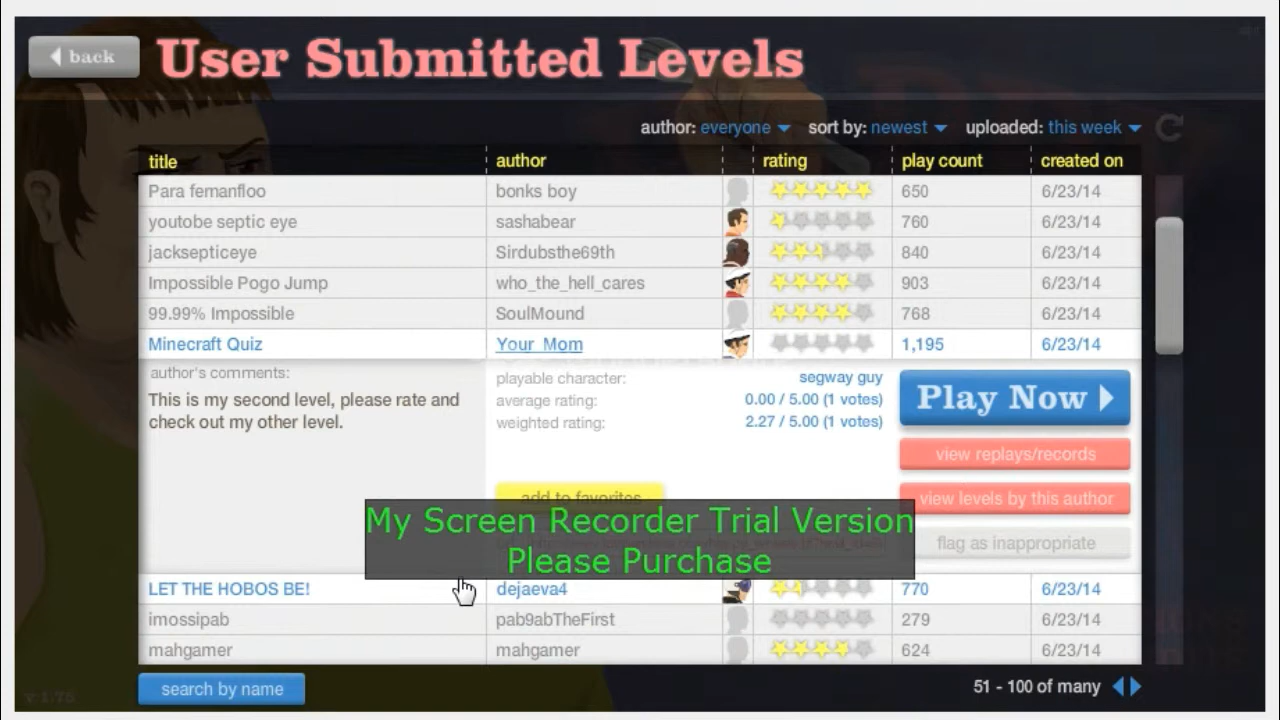 back
User Submitted Levels
author: everyone sort by: newest uploaded: this week
title author rating play count created on
Para femanfloo bonks boy 650 6/23/14
youtobe septic eye sashabear 760 6/23/14
jacksepticeye Sirdubsthe69th 840 6/23/14
Impossible Pogo Jump who_the_hell_cares 903 6/23/14
99.99% Impossible SoulMound 768 6/23/14
Minecraft Quiz Your_Mom 1,195 6/23/14
author's comments:
This is my second level, please rate and
check out my other level.
playable character: segway guy
average rating: 0.00 / 5.00 (1 votes)
weighted rating: 2.27 / 5.00 (1 votes)
Play Now
view replays/records
add to favorites
view levels by this author
flag as inappropriate
My Screen Recorder Trial Version
Please Purchase
LET THE HOBOS BE! dejaeva4 770 6/23/14
imossipab pab9abTheFirst 279 6/23/14
mahgamer mahgamer 624 6/23/14
search by name
51 - 100 of many
v: 1.75